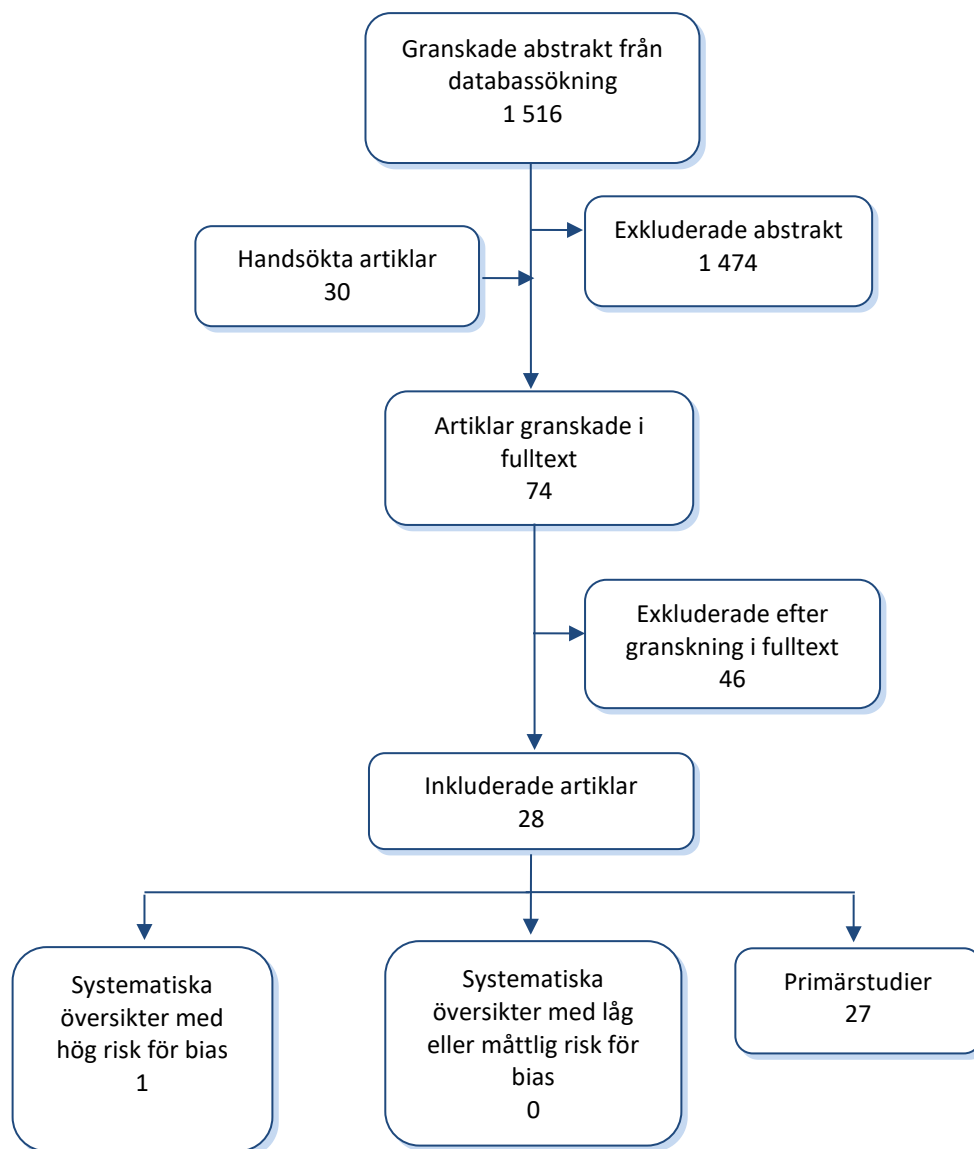 Granskade abstrakt från
databassökning
1 516
Exkluderade abstrakt
1 474
Handsökta artiklar
30
Artiklar granskade i
fulltext
74
Exkluderade efter
granskning i fulltext
46
Inkluderade artiklar
28
Systematiska
översikter med
hög risk för bias
1
Systematiska
översikter med låg
eller måttlig risk för
bias
0
Primärstudier
27